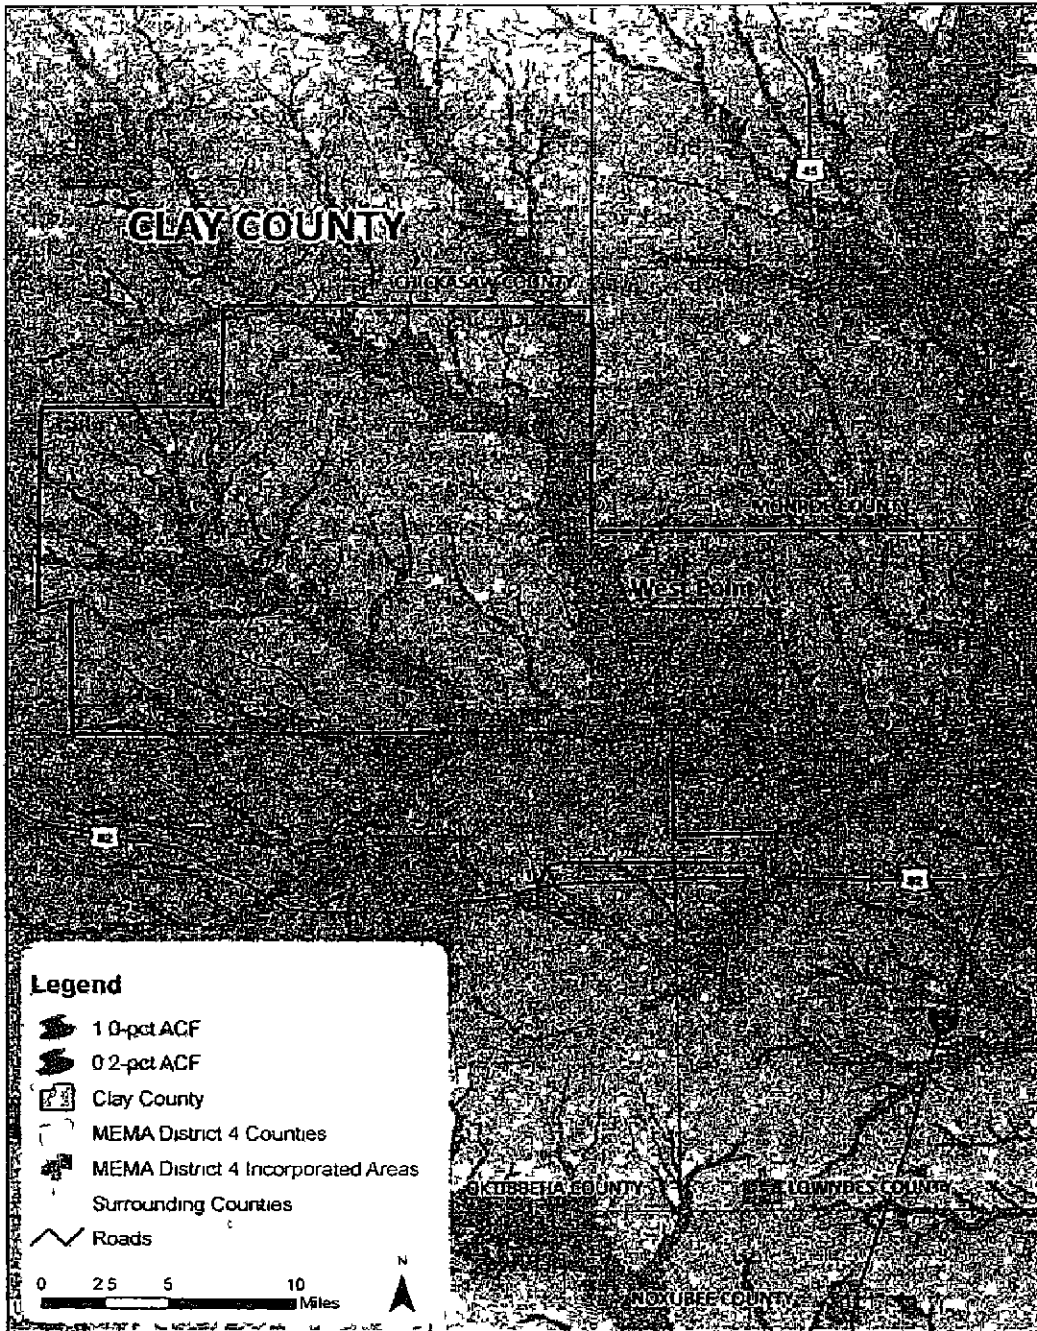 45
CLAY COUNTY
CHICKASAW COUNTY
MONROE COUNTY
West Point
82
82
Legend
1 0-pct ACF
0 2-pct ACF
Clay County
MEMA District 4 Counties
MEMA District 4 Incorporated Areas
Surrounding Counties
Roads
0 2 5 5 10
Miles
N
OKTIBBEHA COUNTY
LOWNDES COUNTY
NOXUBEE COUNTY